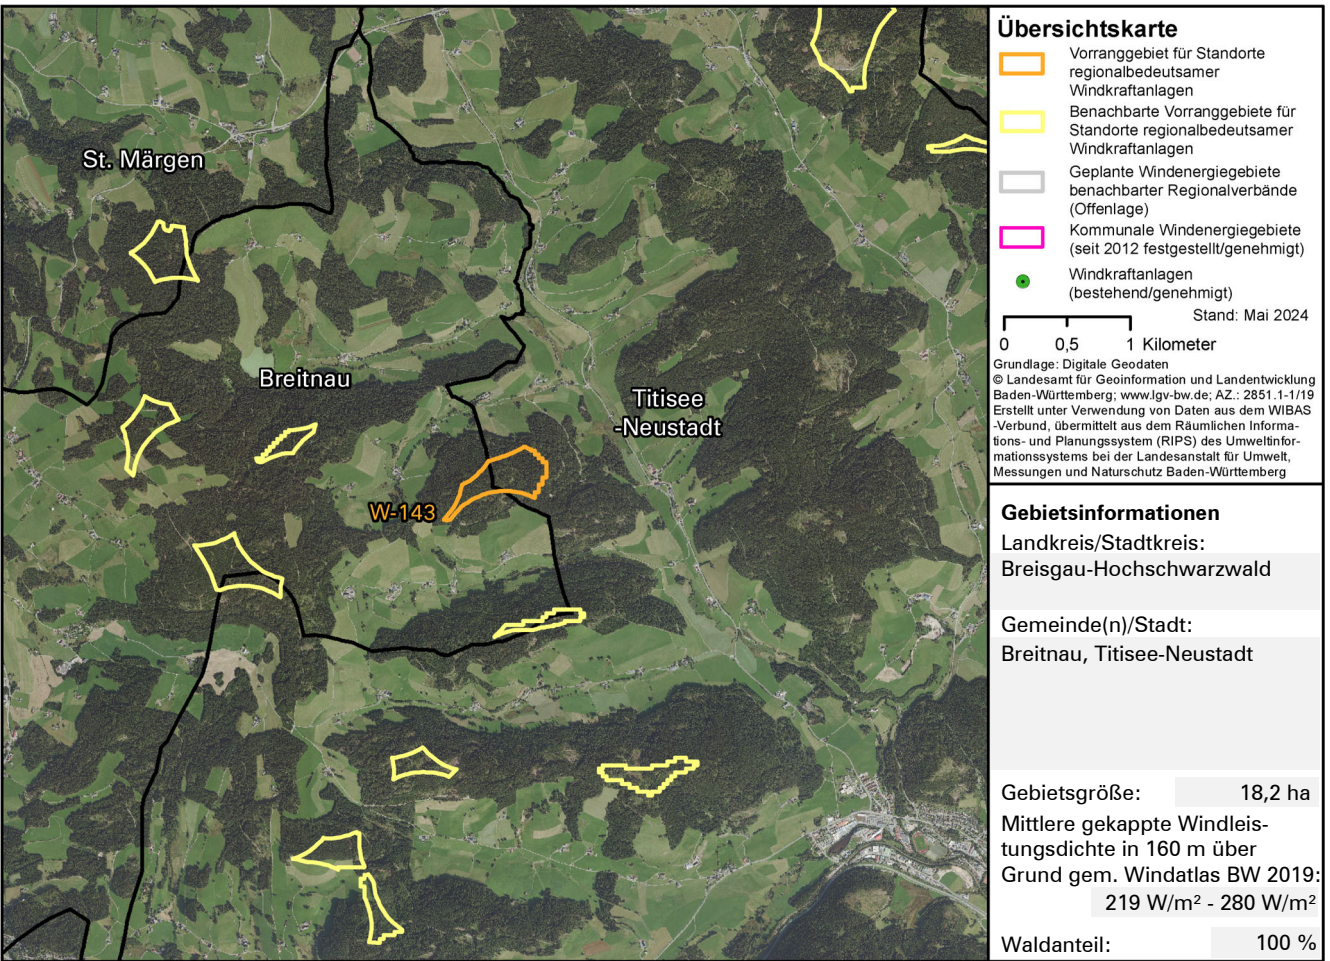 St. Märgen
Breitnau
Titisee
-Neustadt
W-143
Übersichtskarte
Vorranggebiet für Standorte
regionalbedeutsamer
Windkraftanlagen
Benachbarte Vorranggebiete für
Standorte regionalbedeutsamer
Windkraftanlagen
Geplante Windenergiegebiete
benachbarter Regionalverbände
(Offenlage)
Kommunale Windenergiegebiete
(seit 2012 festgestellt/genehmigt)
Windkraftanlagen
(bestehend/genehmigt)
Stand: Mai 2024
0 0,5 1 Kilometer
Grundlage: Digitale Geodaten
© Landesamt für Geoinformation und Landentwicklung
Baden-Württemberg; www.lgv-bw.de; AZ.: 2851.1-1/19
Erstellt unter Verwendung von Daten aus dem WIBAS
-Verbund, übermittelt aus dem Räumlichen Informa-
tions- und Planungssystem (RIPS) des Umweltinfor-
mationssystems bei der Landesanstalt für Umwelt,
Messungen und Naturschutz Baden-Württemberg
Gebietsinformationen
Landkreis/Stadtkreis:
Breisgau-Hochschwarzwald
Gemeinde(n)/Stadt:
Breitnau, Titisee-Neustadt
Gebietsgröße: 18,2 ha
Mittlere gekappte Windleis-
tungsdichte in 160 m über
Grund gem. Windatlas BW 2019:
219 W/m² - 280 W/m²
Waldanteil: 100 %